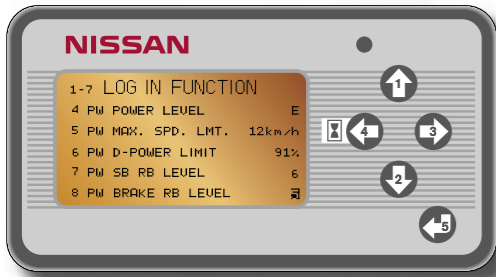 NISSAN
1-7 LOG IN FUNCTION
4 PW POWER LEVEL E
5 PW MAX. SPD. LMT. 12km/h
6 PW D-POWER LIMIT 91%
7 PW SB RB LEVEL 6
8 PW BRAKE RB LEVEL
1
4 3
2
5